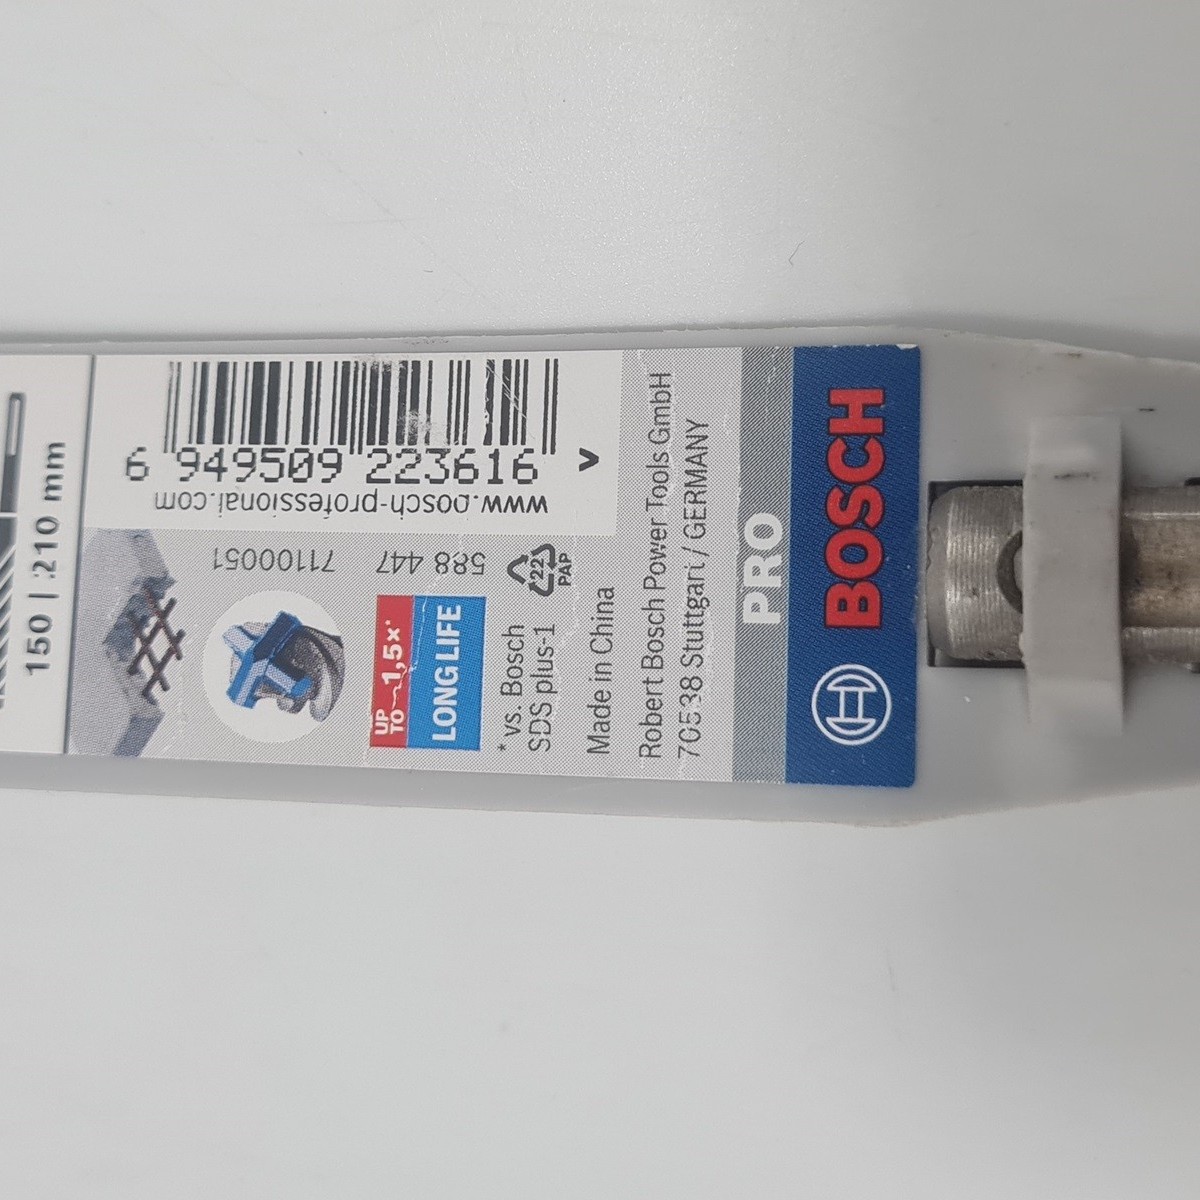 BOSCH
PRO
Robert Bosch Power Tools GmbH
70538 Stuttgart / GERMANY
Made in China
* vs. Bosch
SDS plus-1
22
PAP
UP TO 1,5x*
LONG LIFE
588 447 71100051
www.bosch-professional.com
6 949509 223616 >
150 | 210 mm